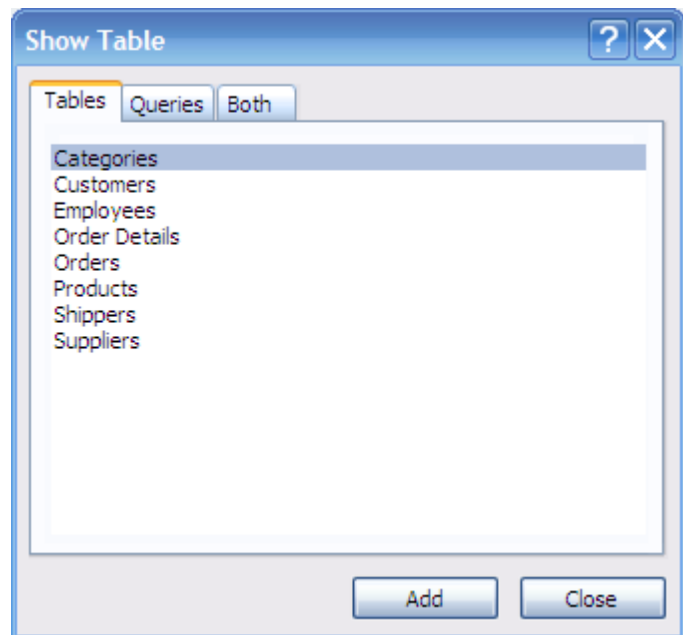 Show Table
?
Tables Queries Both
Categories
Customers
Employees
Order Details
Orders
Products
Shippers
Suppliers
Add Close